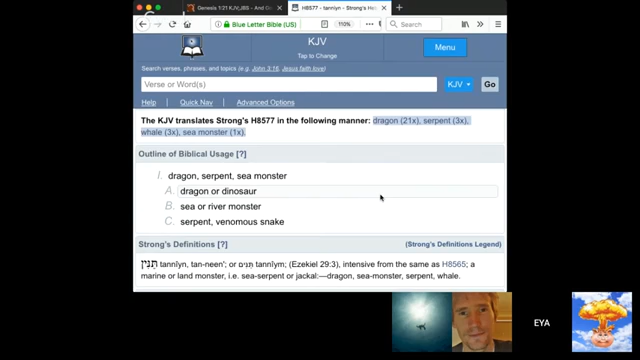 Genesis 1:21 KJV;JBS - And G
H8577 - tanniyn - Strong's He
Blue Letter Bible (US)
110%
KJV
Tap to Change
Menu
Search verses, phrases, and topics (e.g. John 3:16, Jesus faith love)
Verse or Word(s)
KJV
Go
Help
Quick Nav
Advanced Options
The KJV translates Strong's H8577 in the following manner: dragon (21x), serpent (3x),
whale (3x), sea monster (1x).
Outline of Biblical Usage [?]
I. dragon, serpent, sea monster
A. dragon or dinosaur
B. sea or river monster
C. serpent, venomous snake
Strong's Definitions [?]
(Strong's Definitions Legend)
תַּנִּין tannîyn, tan-neen'; or תַּנִּים tannîym; (Ezekiel 29:3), intensive from the same as H8565; a
marine or land monster, i.e. sea-serpent or jackal:—dragon, sea-monster, serpent, whale.
EYA